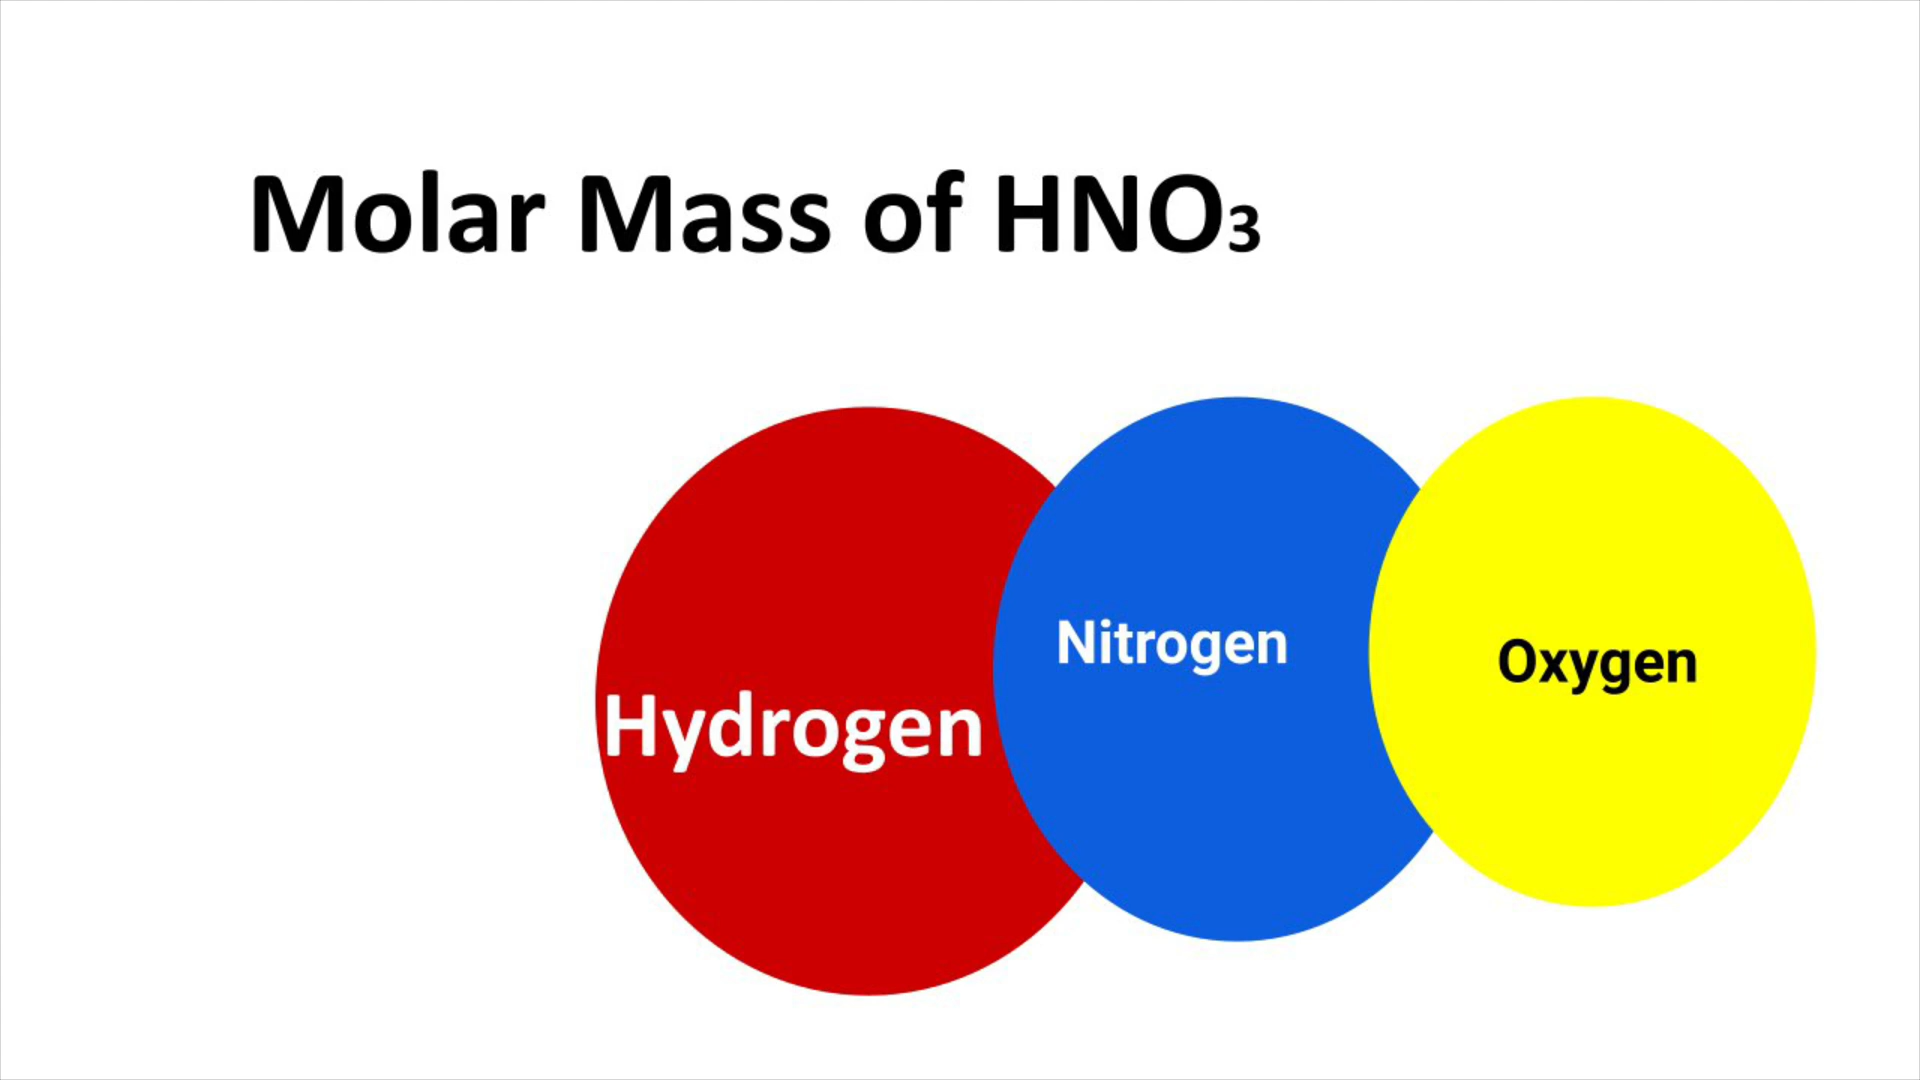 Molar Mass of HNO₃
Hydrogen
Nitrogen
Oxygen